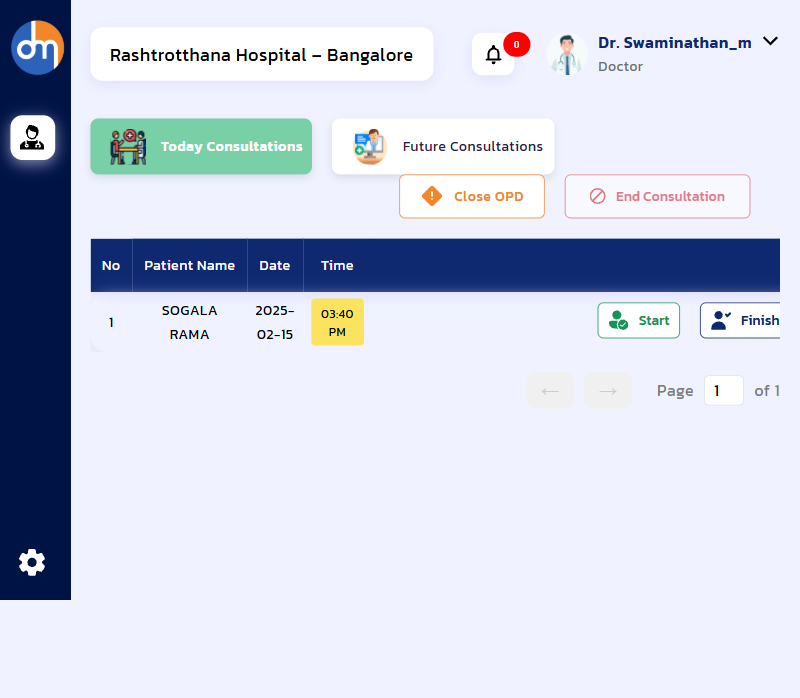 dm
Rashtrotthana Hospital – Bangalore
0
Dr. Swaminathan_m
Doctor
Today Consultations
Future Consultations
Close OPD
End Consultation
No Patient Name Date Time
1 SOGALA RAMA 2025-02-15 03:40 PM Start Finish
← → Page 1 of 1